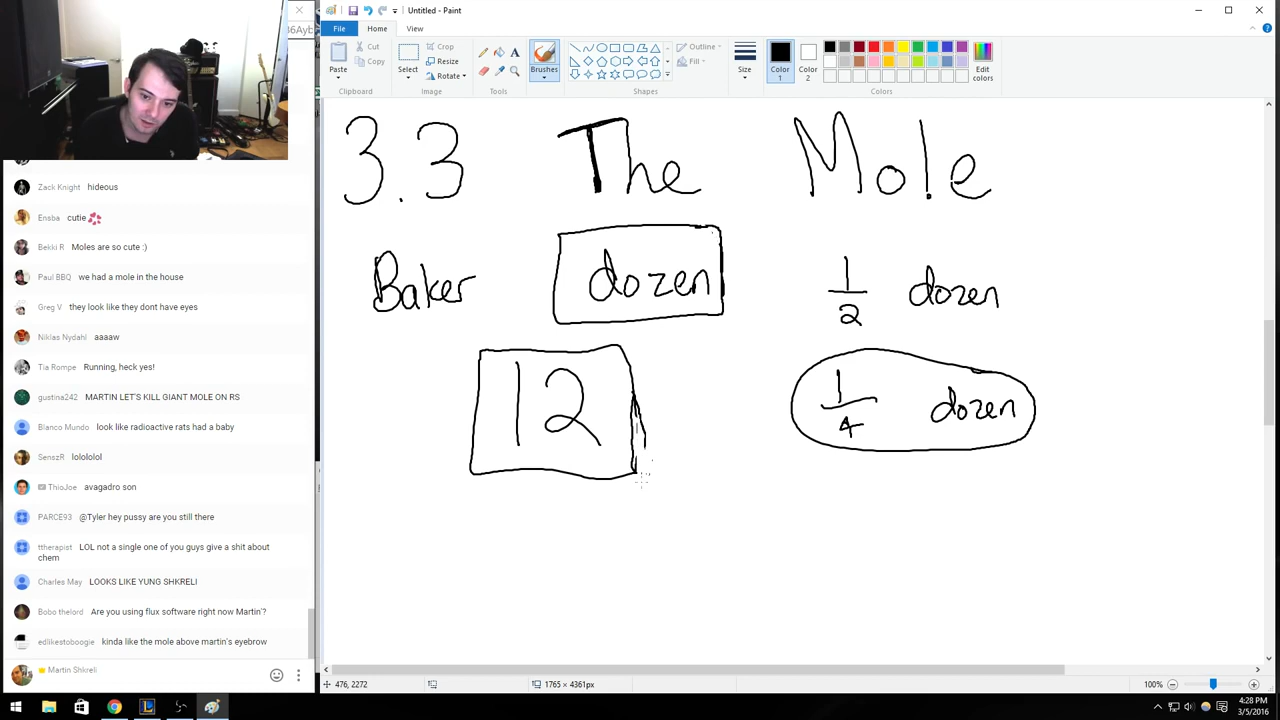 36Ayb
Untitled - Paint
File Home View
Cut
Copy
Paste
Clipboard
Crop
Resize
Rotate
Select
Image
Tools
Brushes
Outline
Fill
Shapes
Size
Color 1
Color 2
Edit colors
Colors
Zack Knight hideous
Ensba cutie
Bekki R Moles are so cute :)
Paul BBQ we had a mole in the house
Greg V they look like they dont have eyes
Niklas Nydahl aaaaw
Tia Rompe Running, heck yes!
gustina242 MARTIN LET'S KILL GIANT MOLE ON RS
Blanco Mundo look like radioactive rats had a baby
SenszR lolololol
ThioJoe avagadro son
PARCE93 @Tyler hey pussy are you still there
ttherapist LOL not a single one of you guys give a shit about
chem
Charles May LOOKS LIKE YUNG SHKRELI
Bobo thelord Are you using flux software right now Martin'?
edlikestoboogie kinda like the mole above martin's eyebrow
Martin Shkreli
3.3 The Mole
Baker dozen 1/2 dozen
12 1/4 dozen
476, 2272
1765 × 4361px
100%
4:28 PM
3/5/2016